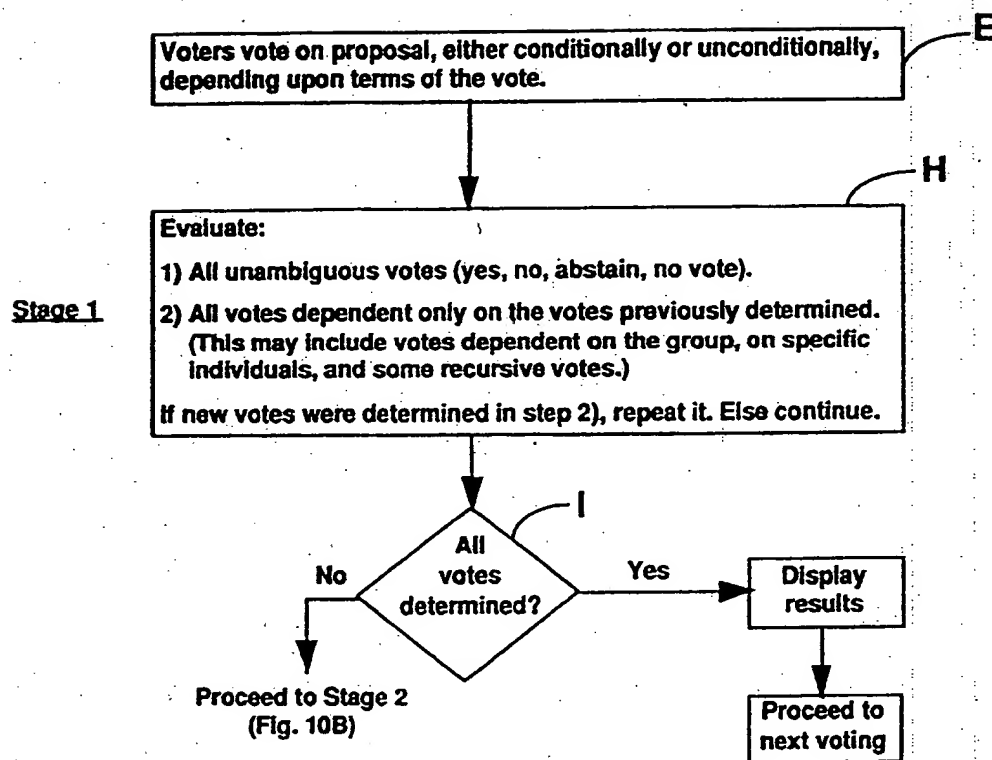 E
Voters vote on proposal, either conditionally or unconditionally,
depending upon terms of the vote.
H
Evaluate:
1) All unambiguous votes (yes, no, abstain, no vote).
Stage 1
2) All votes dependent only on the votes previously determined.
(This may include votes dependent on the group, on specific
individuals, and some recursive votes.)
If new votes were determined in step 2), repeat it. Else continue.
I
All
votes
determined?
No
Yes
Display
results
Proceed to Stage 2
(Fig. 10B)
Proceed to
next voting